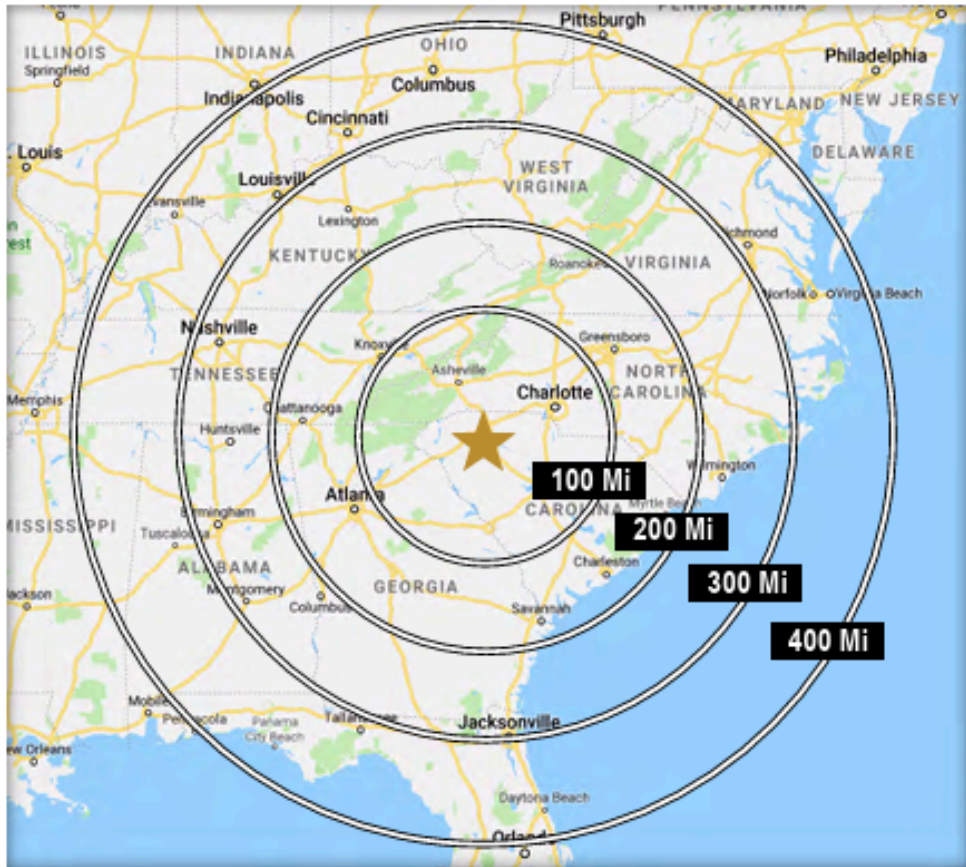 Pittsburgh
PENNSYLVANIA
ILLINOIS
INDIANA
OHIO
Springfield
Columbus
Philadelphia
Indianapolis
MARYLAND
NEW JERSEY
Cincinnati
. Louis
DELAWARE
WEST
VIRGINIA
Louisville
Evansville
Lexington
Richmond
KENTUCKY
Roanoke
VIRGINIA
Norfolk
Virginia Beach
Nashville
Greensboro
Knoxville
TENNESSEE
Asheville
NORTH
CAROLINA
Charlotte
Memphis
Chattanooga
Huntsville
Wilmington
100 Mi
Atlanta
CAROLINA
Myrtle Beach
MISSISSIPPI
Birmingham
200 Mi
Tuscaloosa
ALABAMA
Charleston
300 Mi
GEORGIA
Montgomery
Jackson
Columbus
Savannah
400 Mi
Mobile
Pensacola
Panama
City Beach
Tallahassee
Jacksonville
New Orleans
Daytona Beach
Orlando